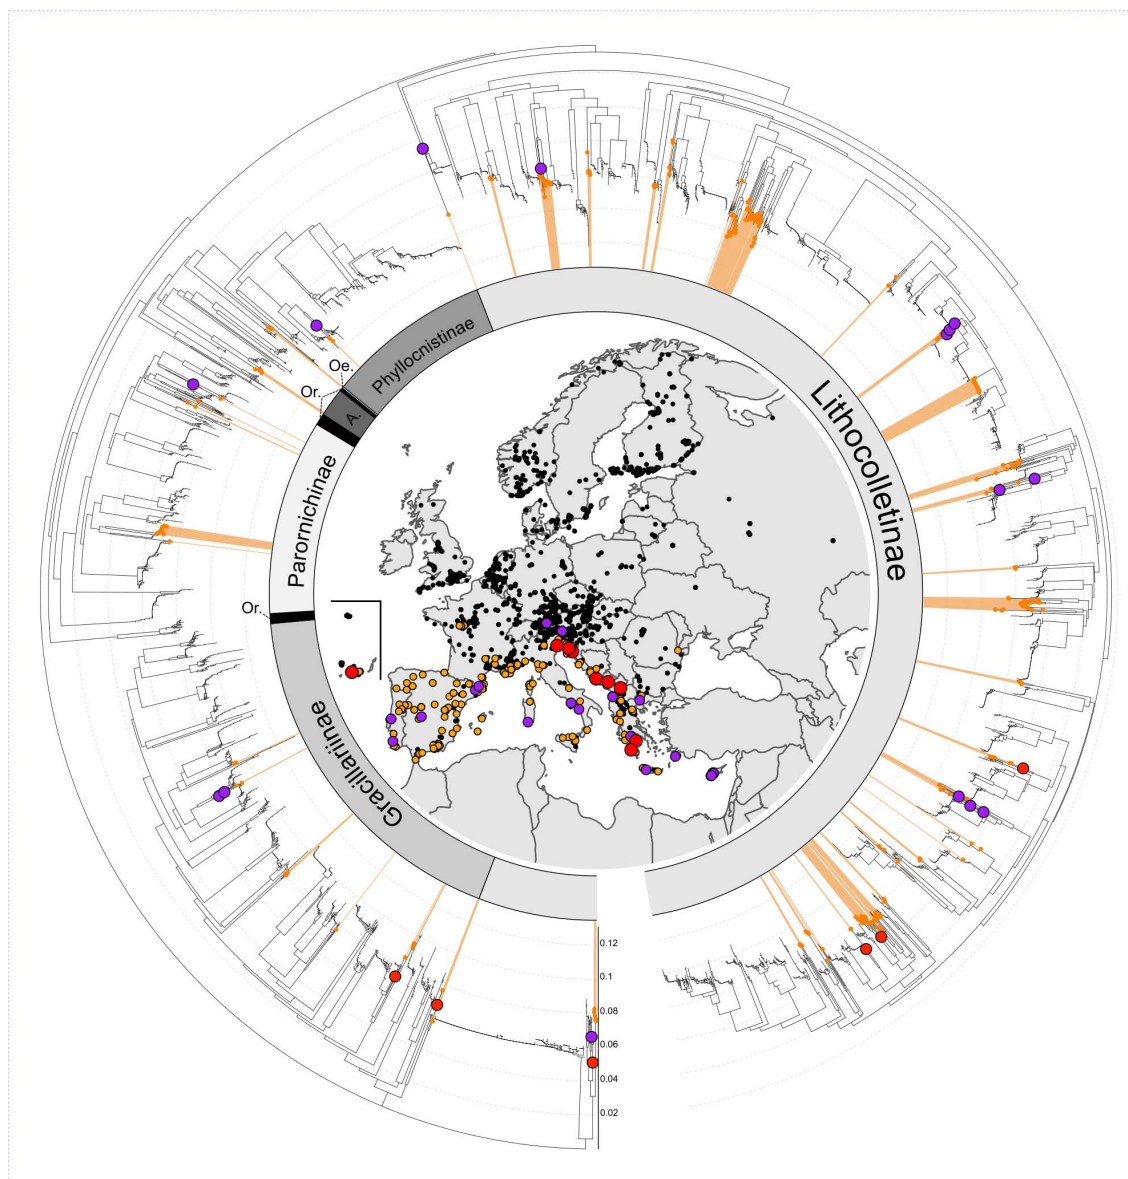 Lithocolletinae
Phyllocnistinae
Oe.
Or.
A.
Parornichinae
Or.
Gracillariinae
0.12
0.1
0.08
0.06
0.04
0.02